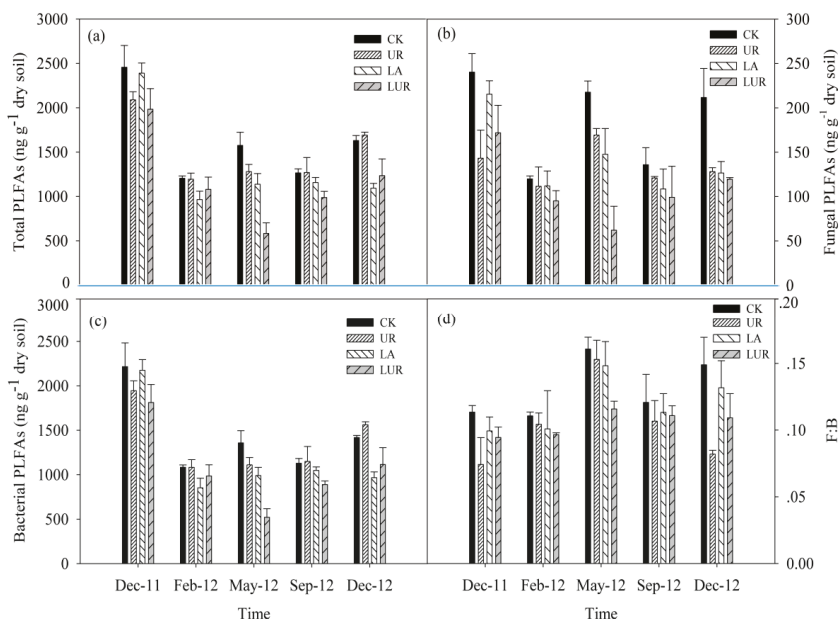 (a)
CK
UR
LA
LUR
3000
2500
2000
1500
1000
500
0
Total PLFAs (ng g⁻¹ dry soil)
(b)
CK
UR
LA
LUR
300
250
200
150
100
50
0
Fungal PLFAs (ng g⁻¹ dry soil)
(c)
CK
UR
LA
LUR
3000
2500
2000
1500
1000
500
0
Bacterial PLFAs (ng g⁻¹ dry soil)
Dec-11 Feb-12 May-12 Sep-12 Dec-12
Time
(d)
CK
UR
LA
LUR
.20
.15
.10
.05
0.00
F:B
Dec-11 Feb-12 May-12 Sep-12 Dec-12
Time